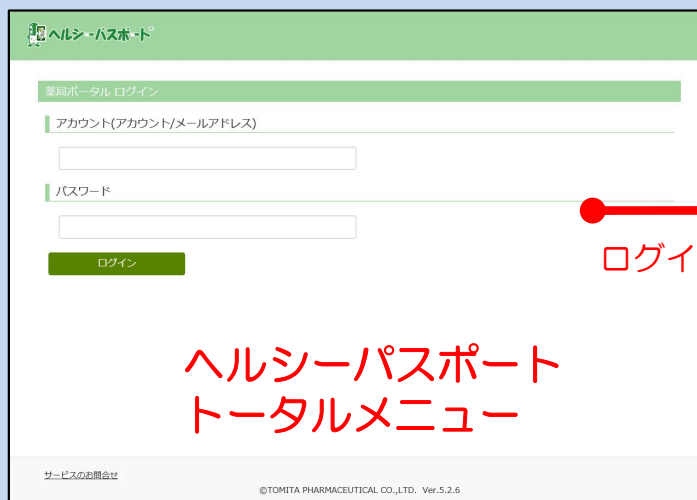 ヘルシーパスポート
薬局ポータル ログイン
アカウント(アカウント/メールアドレス)
パスワード
ログイン
ログイ
ヘルシーパスポート
トータルメニュー
サービスのお問合せ
©TOMITA PHARMACEUTICAL CO.,LTD. Ver.5.2.6